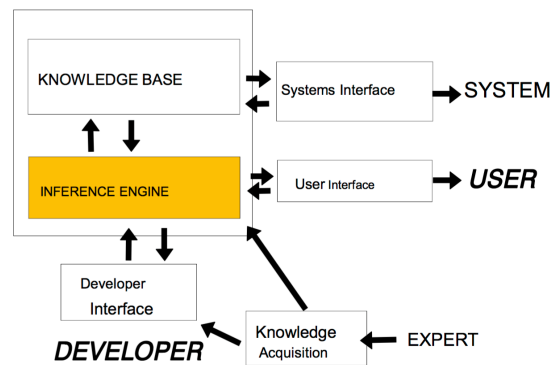 KNOWLEDGE BASE
Systems Interface
SYSTEM
INFERENCE ENGINE
User Interface
USER
Developer
Interface
Knowledge
Acquisition
EXPERT
DEVELOPER